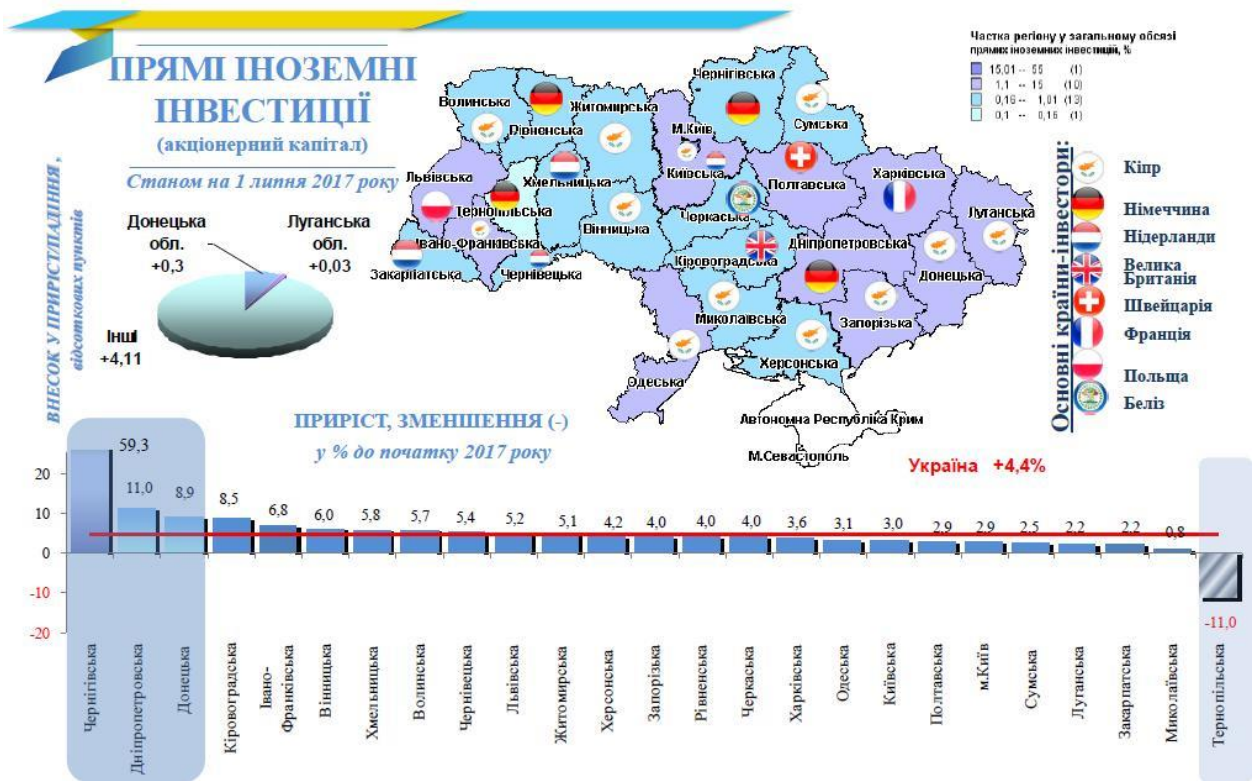 ПРЯМІ ІНОЗЕМНІ
ІНВЕСТИЦІЇ
(акціонерний капітал)
Станом на 1 липня 2017 року
Частка регіону у загальному обсязі
прямих іноземних інвестицій, %
15,01 -- 55 (1)
1,1 -- 15 (10)
0,16 -- 1,01 (13)
0,1 -- 0,16 (1)
ВНЕСОК У ПРИРІСТ/ПАДІННЯ,
відсоткових пунктів
Донецька
обл.
+0,3
Луганська
обл.
+0,03
Інші
+4,11
Волинська
Рівненська
Житомирська
Чернігівська
Сумська
М.Київ
Київська
Львівська
Тернопільська
Хмельницька
Полтавська
Харківська
Луганська
Вінницька
Черкаська
Івано-Франківська
Закарпатська
Чернівецька
Кіровоградська
Дніпропетровська
Донецька
Миколаївська
Запорізька
Одеська
Херсонська
Автономна Республіка Крим
М.Севастополь
Основні країни-інвестори:
Кіпр
Німеччина
Нідерланди
Велика
Британія
Швейцарія
Франція
Польща
Беліз
ПРИРІСТ, ЗМЕНШЕННЯ (-)
у % до початку 2017 року
Україна +4,4%
20
10
0
-10
-20
59,3
11,0
8,9
8,5
6,8
6,0
5,8
5,7
5,4
5,2
5,1
4,2
4,0
4,0
4,0
3,6
3,1
3,0
2,9
2,9
2,5
2,2
2,2
0,8
-11,0
Чернігівська
Дніпропетровська
Донецька
Кіровоградська
Івано-
Франківська
Вінницька
Хмельницька
Волинська
Чернівецька
Львівська
Житомирська
Херсонська
Запорізька
Рівненська
Черкаська
Харківська
Одеська
Київська
Полтавська
м.Київ
Сумська
Луганська
Закарпатська
Миколаївська
Тернопільська